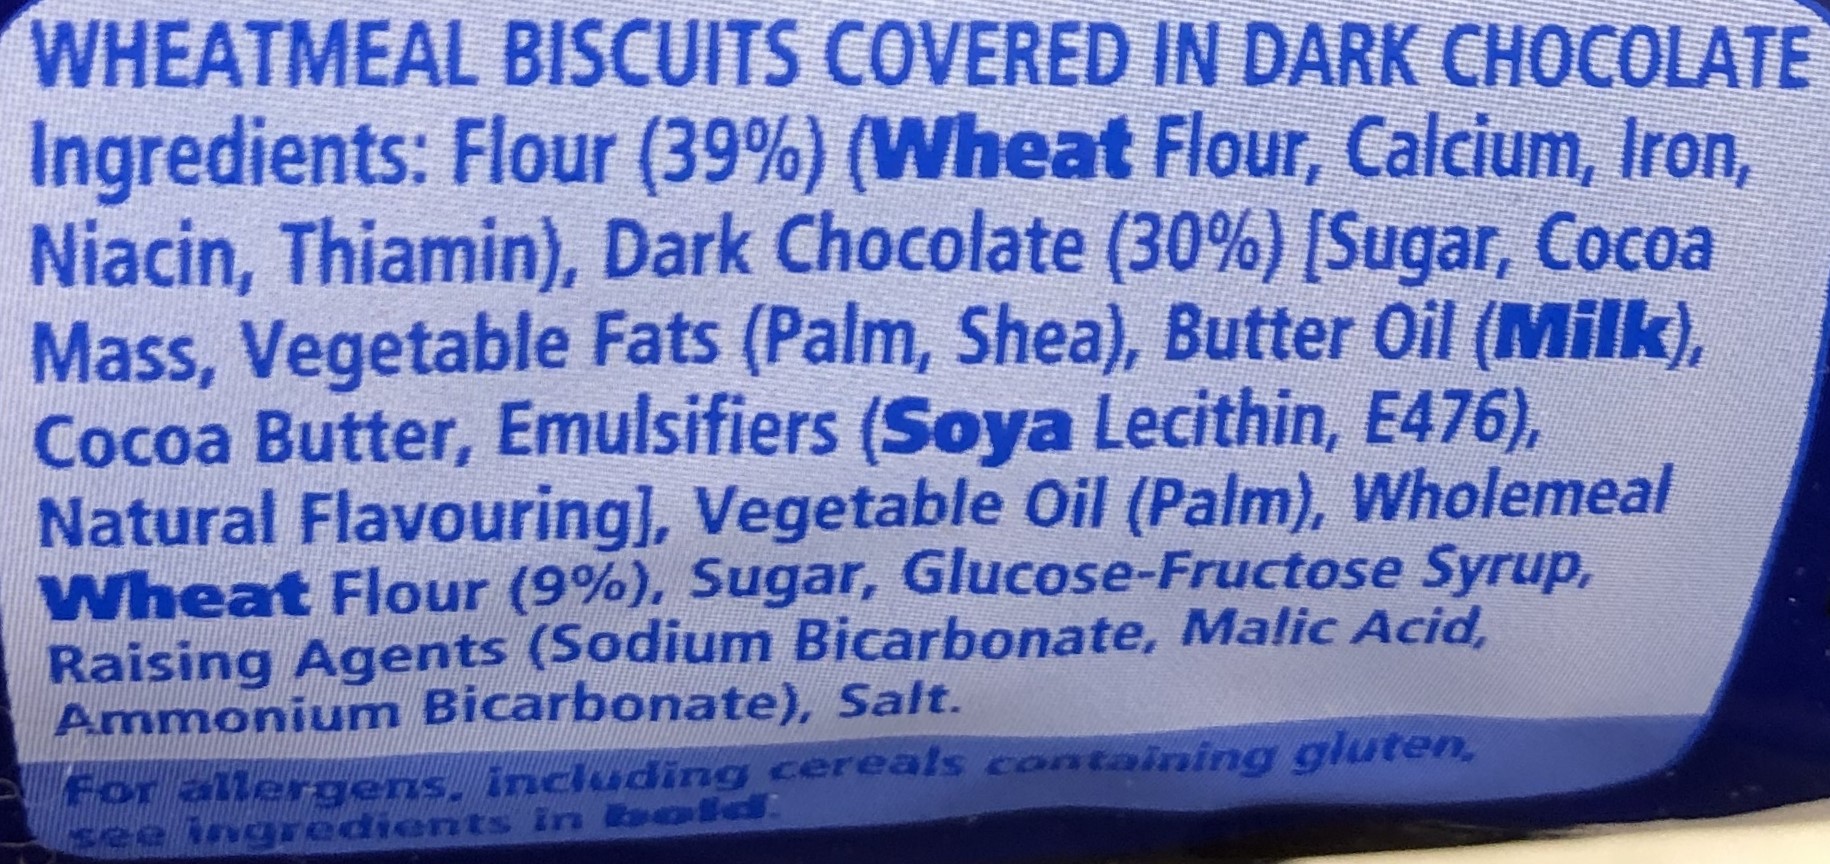 WHEATMEAL BISCUITS COVERED IN DARK CHOCOLATE
Ingredients: Flour (39%) (Wheat Flour, Calcium, Iron,
Niacin, Thiamin), Dark Chocolate (30%) [Sugar, Cocoa
Mass, Vegetable Fats (Palm, Shea), Butter Oil (Milk),
Cocoa Butter, Emulsifiers (Soya Lecithin, E476),
Natural Flavouring], Vegetable Oil (Palm), Wholemeal
Wheat Flour (9%), Sugar, Glucose-Fructose Syrup,
Raising Agents (Sodium Bicarbonate, Malic Acid,
Ammonium Bicarbonate), Salt.
For allergens, including cereals containing gluten,
see ingredients in bold.